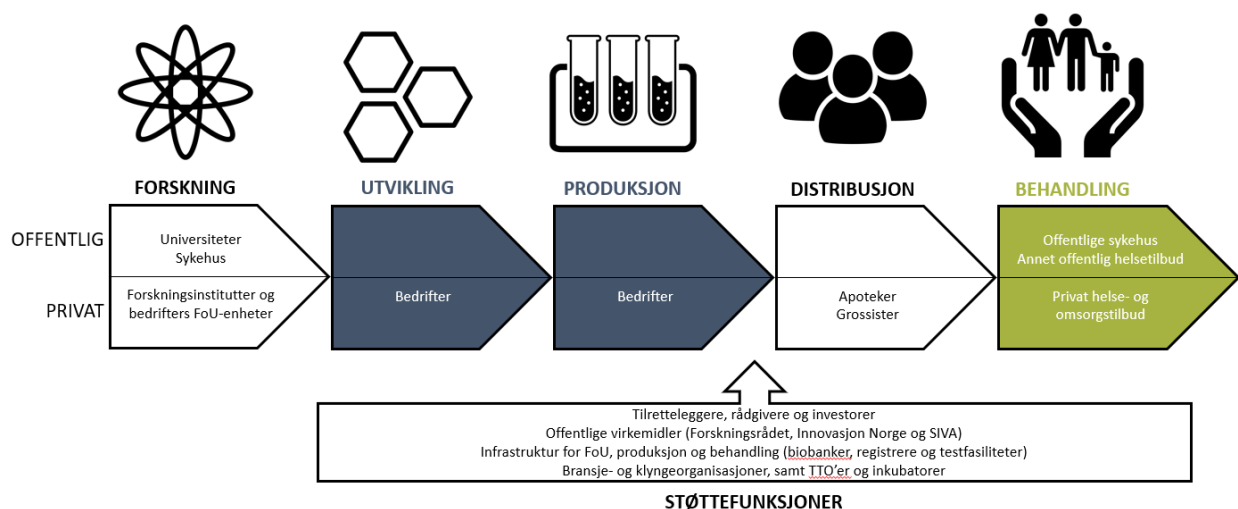 FORSKNING
UTVIKLING
PRODUKSJON
DISTRIBUSJON
BEHANDLING
OFFENTLIG
Universiteter
Sykehus
Offentlige sykehus
Annet offentlig helsetilbud
PRIVAT
Forskningsinstitutter og
bedrifters FoU-enheter
Bedrifter
Bedrifter
Apoteker
Grossister
Privat helse- og
omsorgstilbud
Tilretteleggere, rådgivere og investorer
Offentlige virkemidler (Forskningsrådet, Innovasjon Norge og SIVA)
Infrastruktur for FoU, produksjon og behandling (biobanker, registrere og testfasiliteter)
Bransje- og klyngeorganisasjoner, samt TTO’er og inkubatorer
STØTTEFUNKSJONER